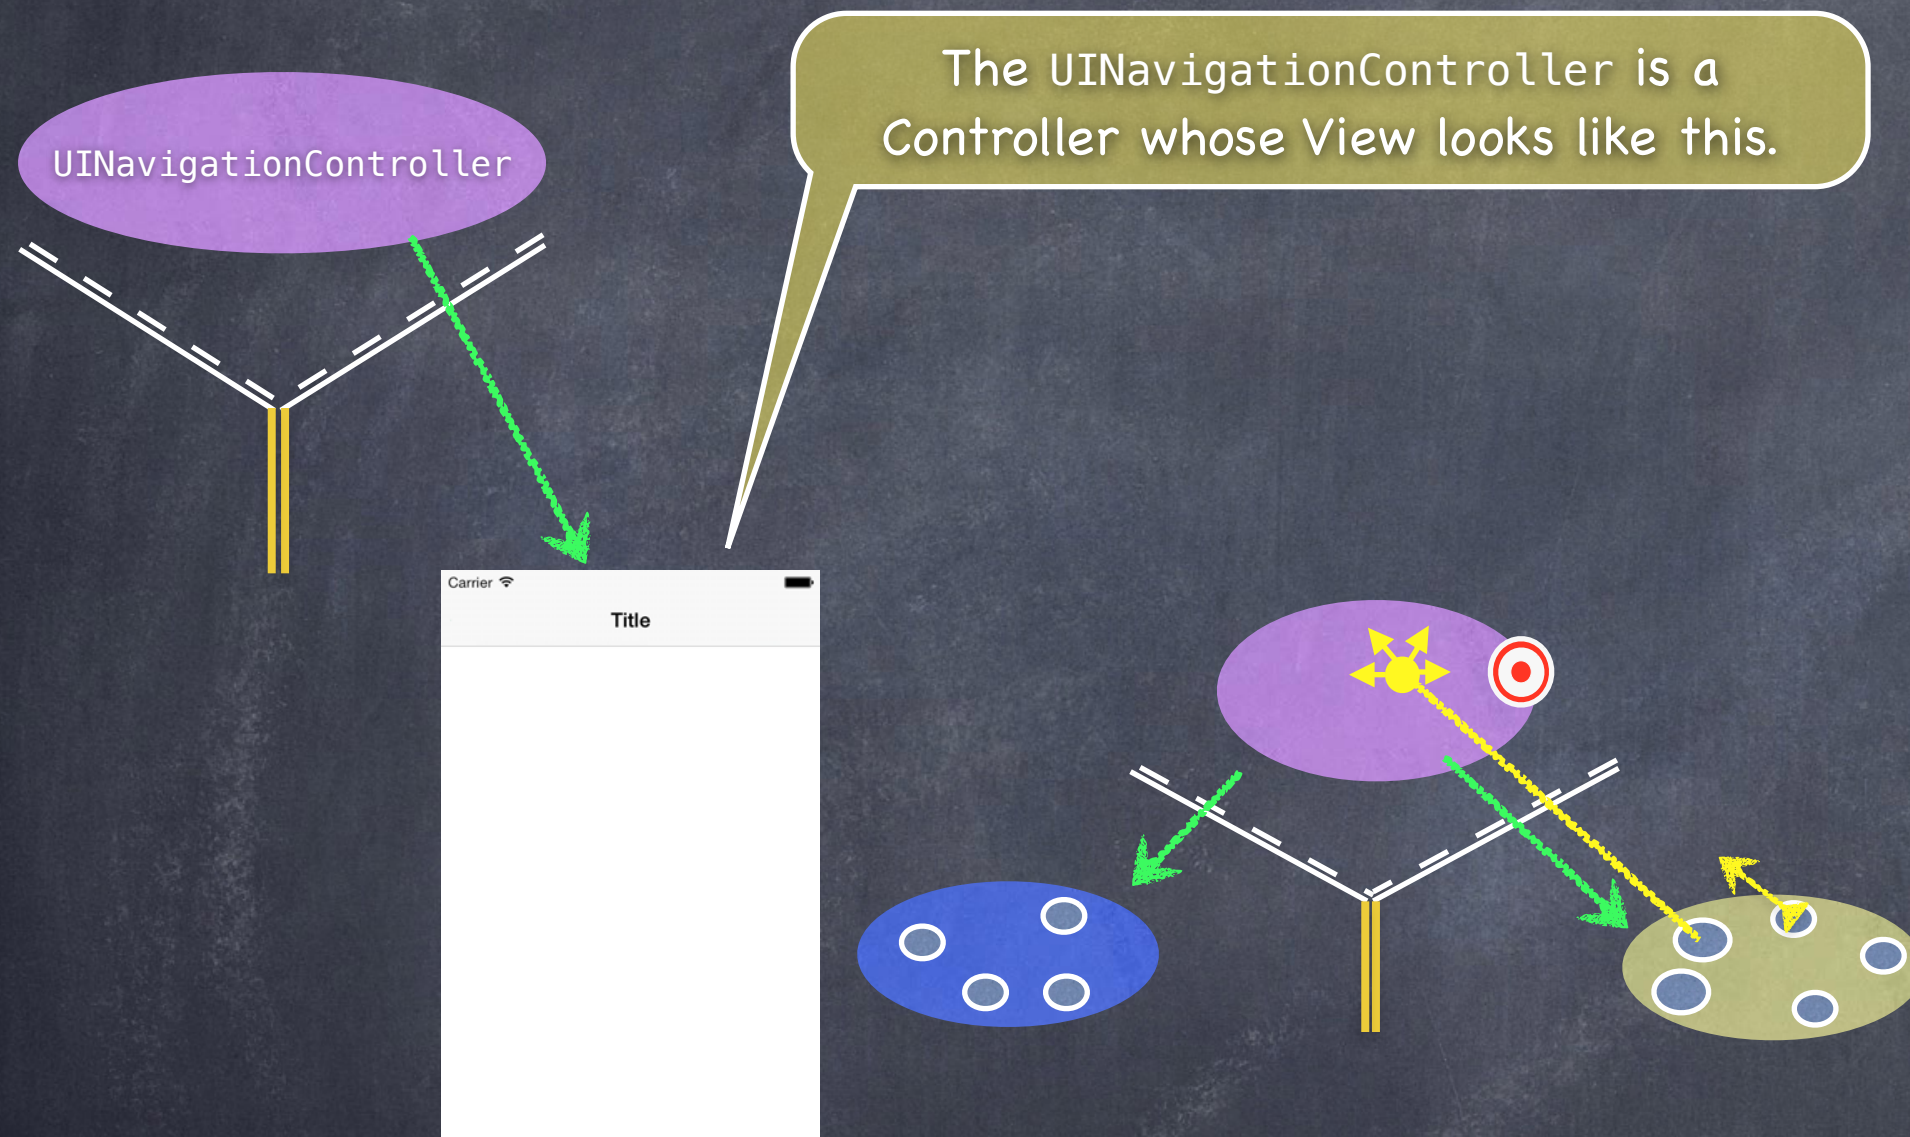 The UINavigationController is a
Controller whose View looks like this.
UINavigationController
Carrier
Title